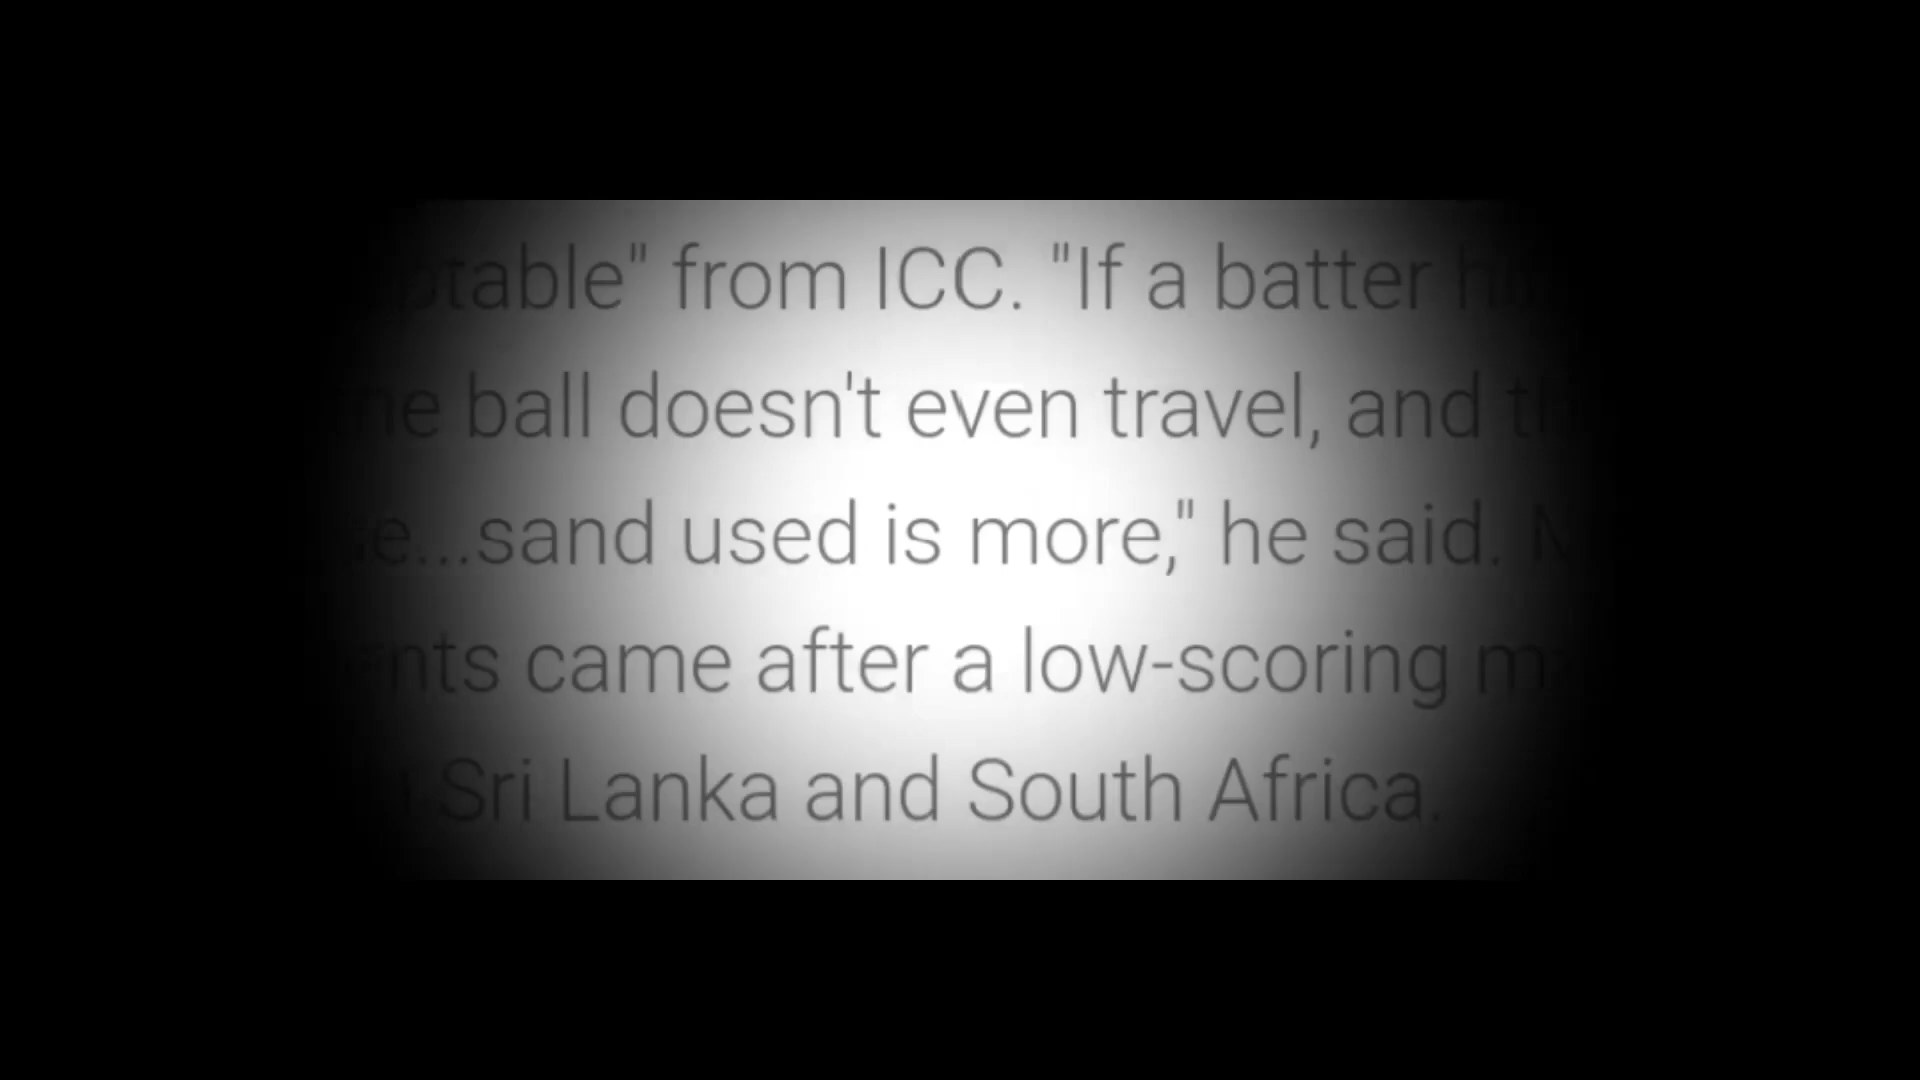 from ICC. "If a batter
ball doesn't even travel, and
sand used is more," he said.
came after a low-scoring
Sri Lanka and South Africa.